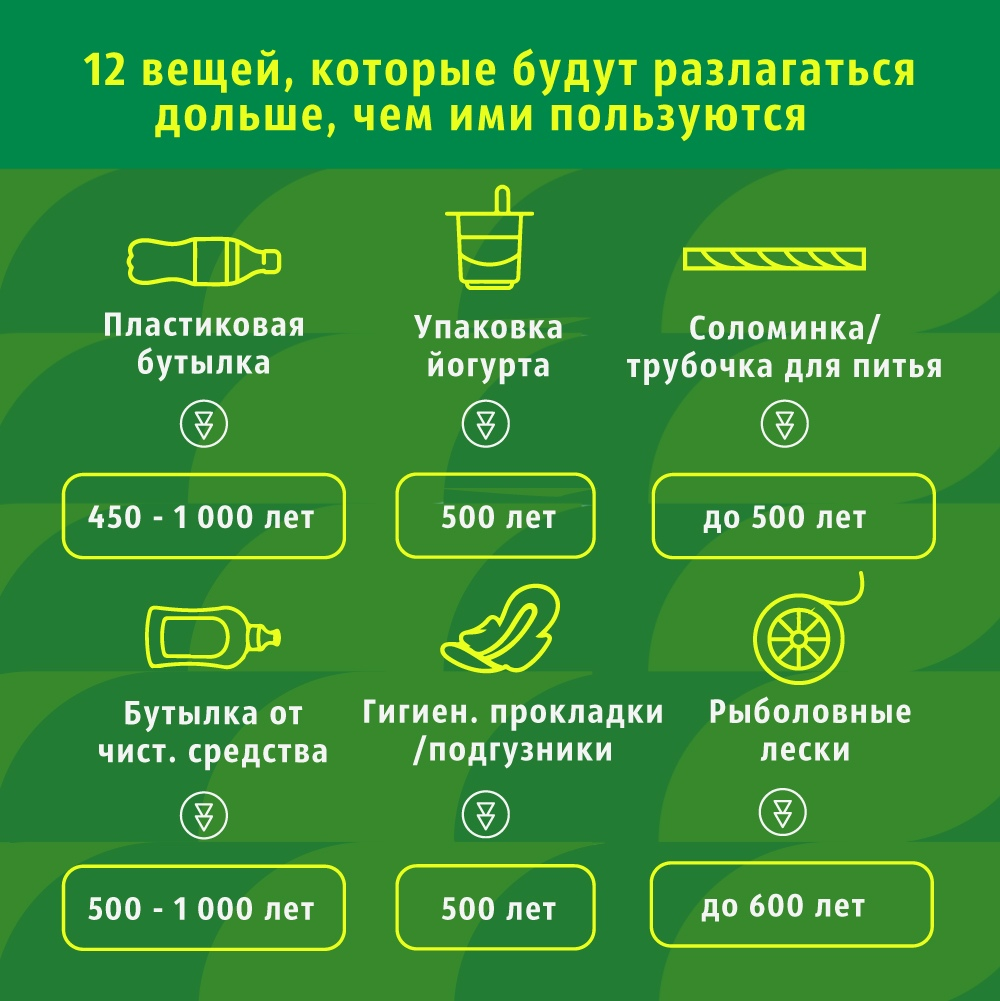 12 вещей, которые будут разлагаться
дольше, чем ими пользуются
Пластиковая
бутылка
450 - 1 000 лет
Упаковка
йогурта
500 лет
Соломинка/
трубочка для питья
до 500 лет
Бутылка от
чист. средства
500 - 1 000 лет
Гигиен. прокладки
/подгузники
500 лет
Рыболовные
лески
до 600 лет